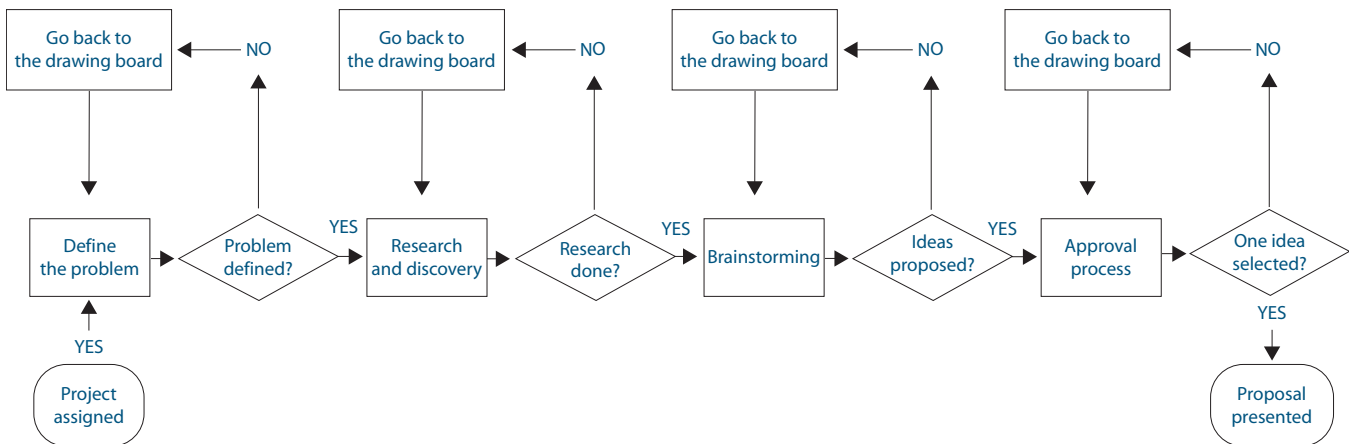 Go back to
the drawing board
NO
Go back to
the drawing board
NO
Go back to
the drawing board
NO
Go back to
the drawing board
NO
Define
the problem
Problem
defined?
YES
Research
and discovery
Research
done?
YES
Brainstorming
Ideas
proposed?
YES
Approval
process
One idea
selected?
YES
YES
Project
assigned
Proposal
presented